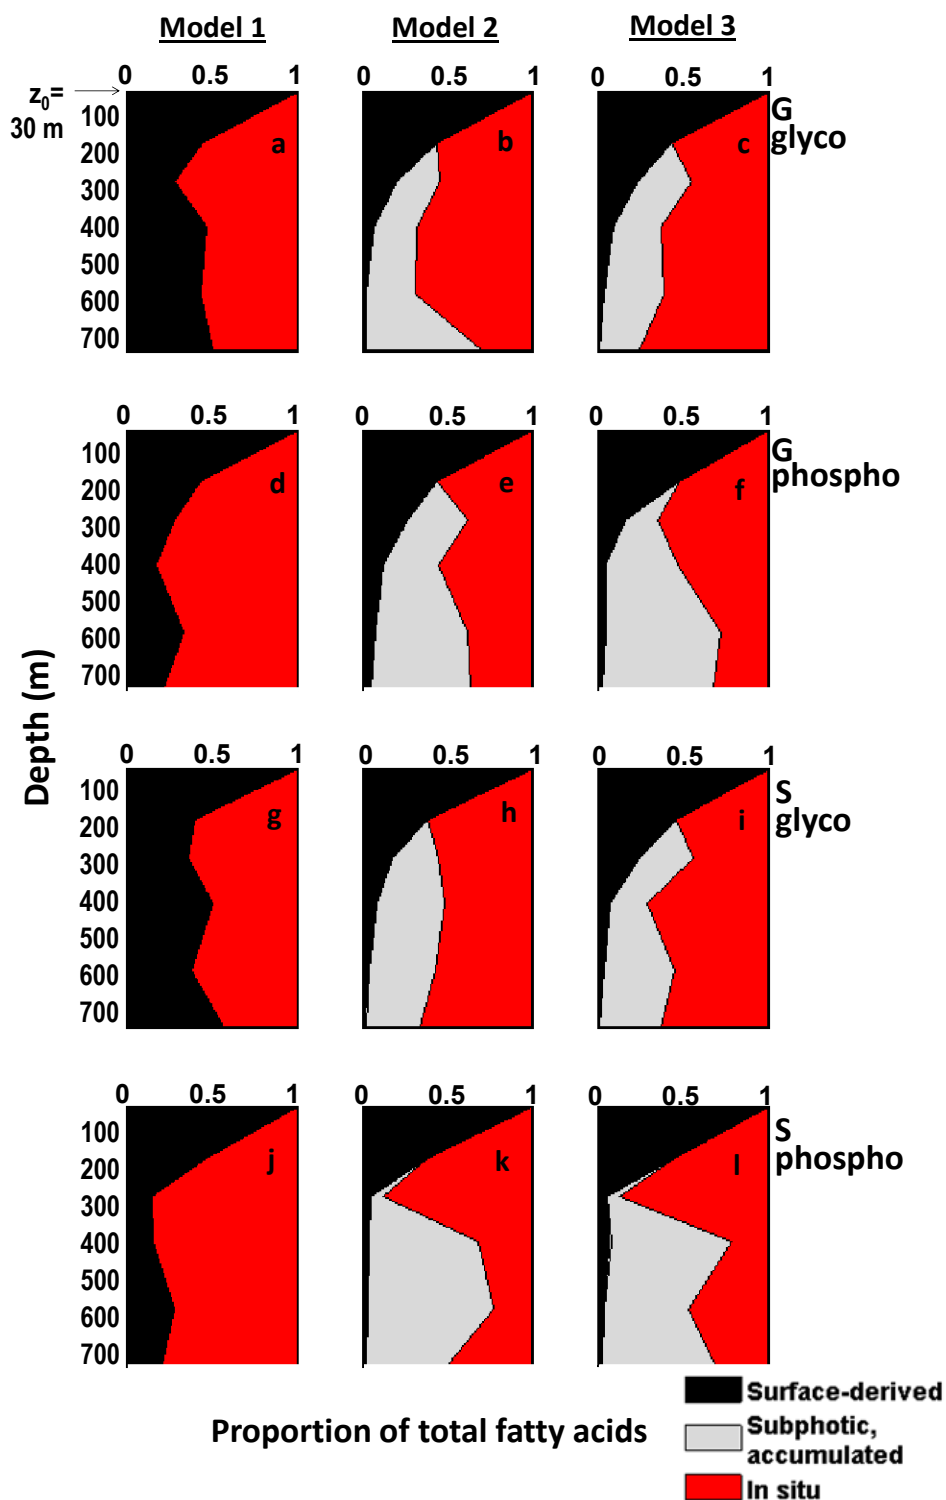 Model 1
Model 2
Model 3
0 0.5 1
0 0.5 1
0 0.5 1
z0=
30 m
100
200
300
400
500
600
700
a
b
c
G
glyco
0 0.5 1
0 0.5 1
0 0.5 1
100
200
300
400
500
600
700
d
e
f
G
phospho
Depth (m)
0 0.5 1
0 0.5 1
0 0.5 1
100
200
300
400
500
600
700
g
h
i
S
glyco
0 0.5 1
0 0.5 1
0 0.5 1
100
200
300
400
500
600
700
j
k
l
S
phospho
Proportion of total fatty acids
Surface-derived
Subphotic,
accumulated
In situ